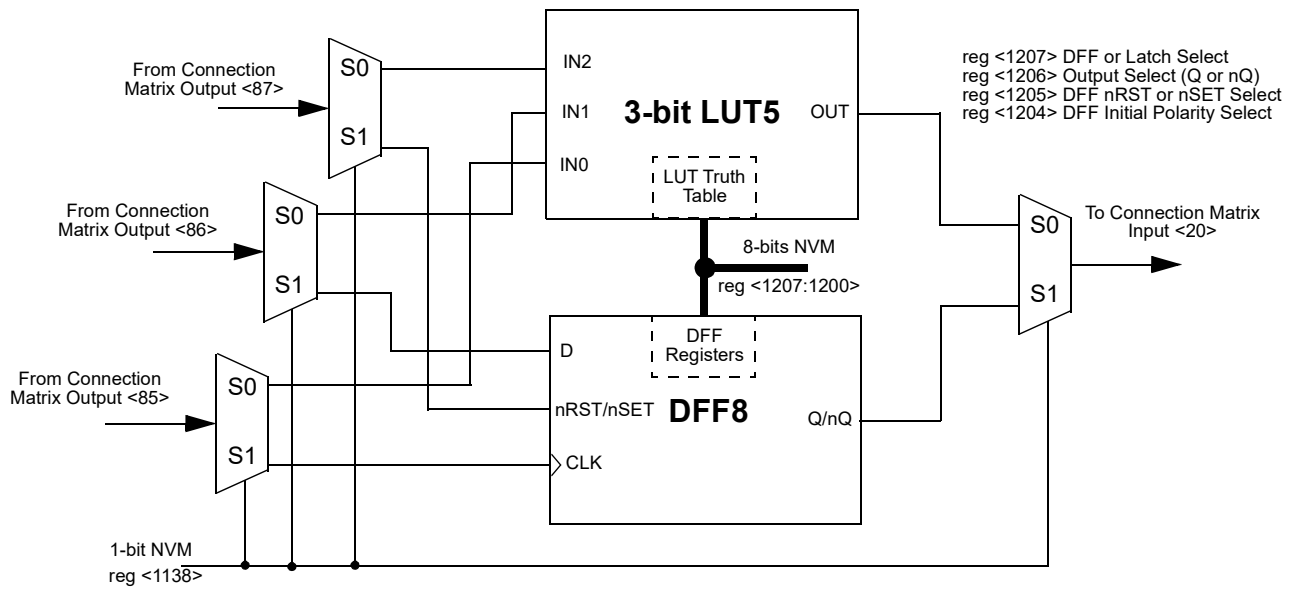 From Connection
Matrix Output <87>
S0
S1
From Connection
Matrix Output <86>
S0
S1
From Connection
Matrix Output <85>
S0
S1
1-bit NVM
reg <1138>
IN2
IN1
IN0
3-bit LUT5
OUT
LUT Truth
Table
8-bits NVM
reg <1207:1200>
DFF
Registers
D
nRST/nSET
CLK
DFF8
Q/nQ
reg <1207> DFF or Latch Select
reg <1206> Output Select (Q or nQ)
reg <1205> DFF nRST or nSET Select
reg <1204> DFF Initial Polarity Select
S0
S1
To Connection Matrix
Input <20>